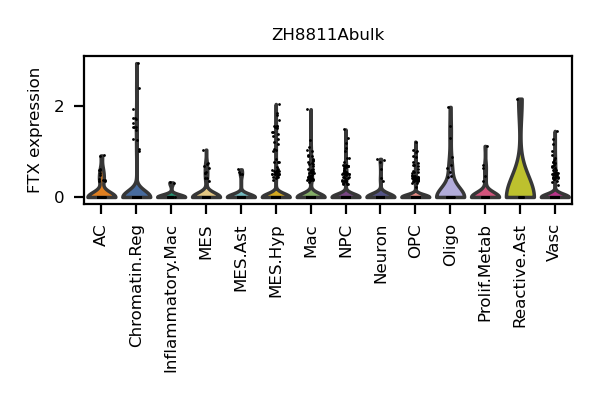 ZH8811Abulk
FTX expression
2
0
AC
Chromatin.Reg
Inflammatory.Mac
MES
MES.Ast
MES.Hyp
Mac
NPC
Neuron
OPC
Oligo
Prolif.Metab
Reactive.Ast
Vasc